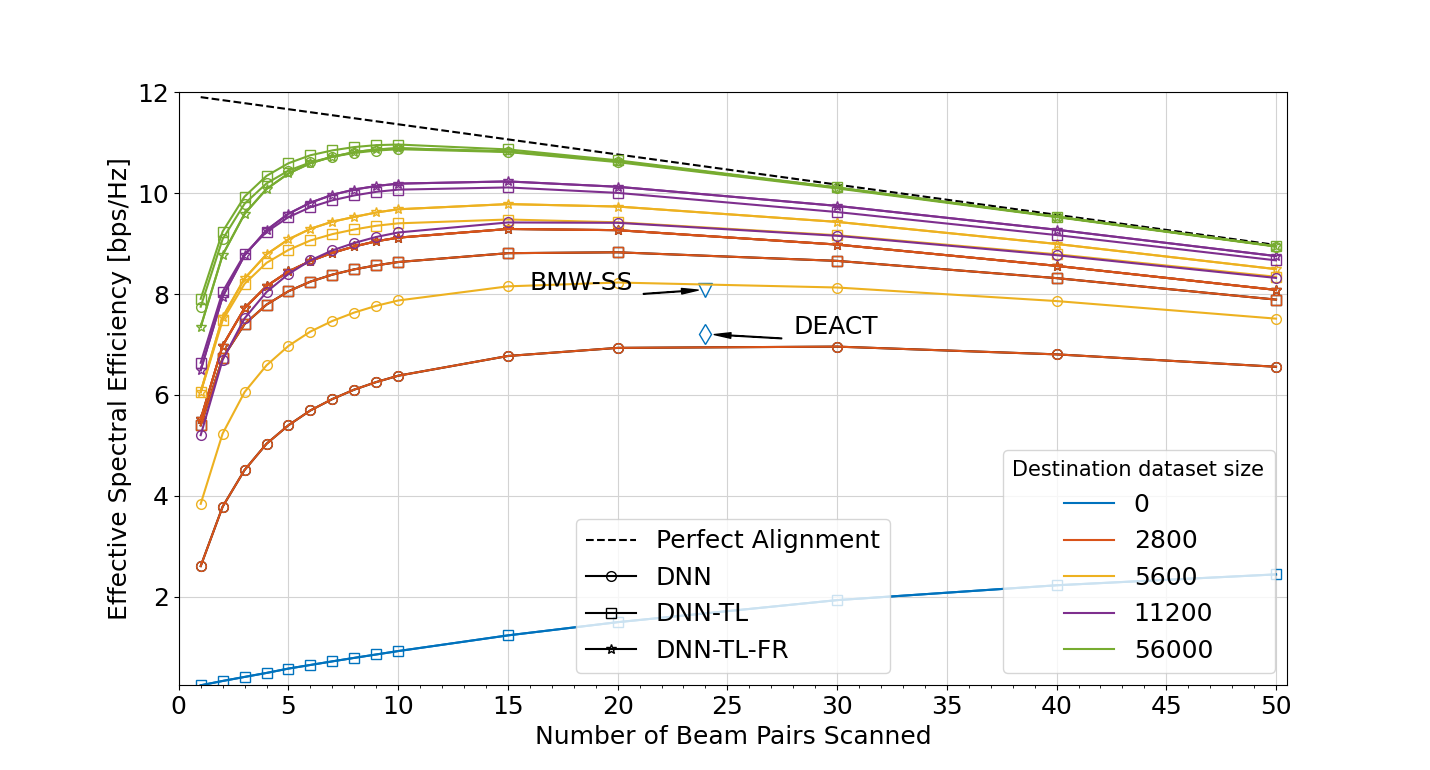 12
10
8
6
4
2
Effective Spectral Efficiency [bps/Hz]
BMW-SS
DEACT
Perfect Alignment
DNN
DNN-TL
DNN-TL-FR
Destination dataset size
0
2800
5600
11200
56000
0 5 10 15 20 25 30 35 40 45 50
Number of Beam Pairs Scanned